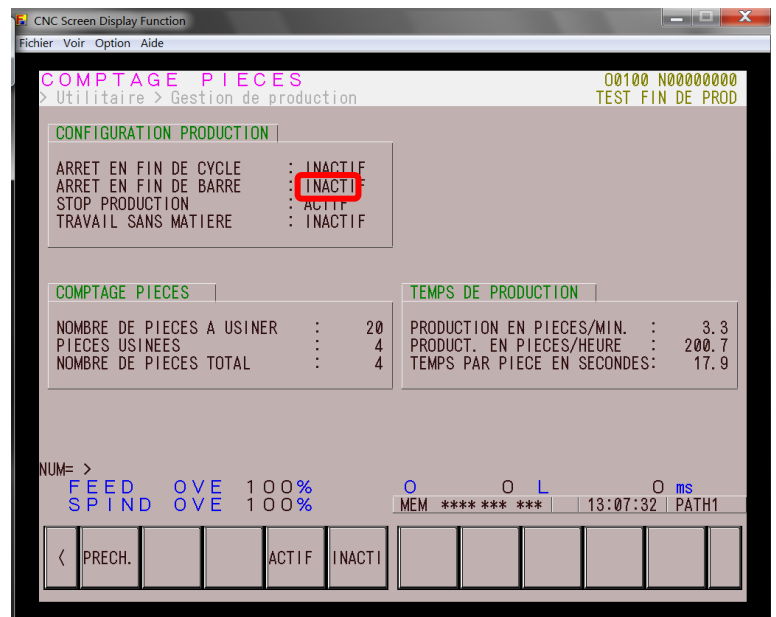 CNC Screen Display Function
Fichier Voir Option Aide
COMPTAGE PIECES
O0100 N00000000
> Utilitaire > Gestion de production
TEST FIN DE PROD
CONFIGURATION PRODUCTION
ARRET EN FIN DE CYCLE : INACTIF
ARRET EN FIN DE BARRE : INACTIF
STOP PRODUCTION : ACTIF
TRAVAIL SANS MATIERE : INACTIF
COMPTAGE PIECES
NOMBRE DE PIECES A USINER : 20
PIECES USINEES : 4
NOMBRE DE PIECES TOTAL : 4
TEMPS DE PRODUCTION
PRODUCTION EN PIECES/MIN. : 3.3
PRODUCT. EN PIECES/HEURE : 200.7
TEMPS PAR PIECE EN SECONDES: 17.9
NUM= >
FEED OVE 100% O O L O ms
SPIND OVE 100% MEM **** *** *** 13:07:32 PATH1
< PRECH. ACTIF INACTI